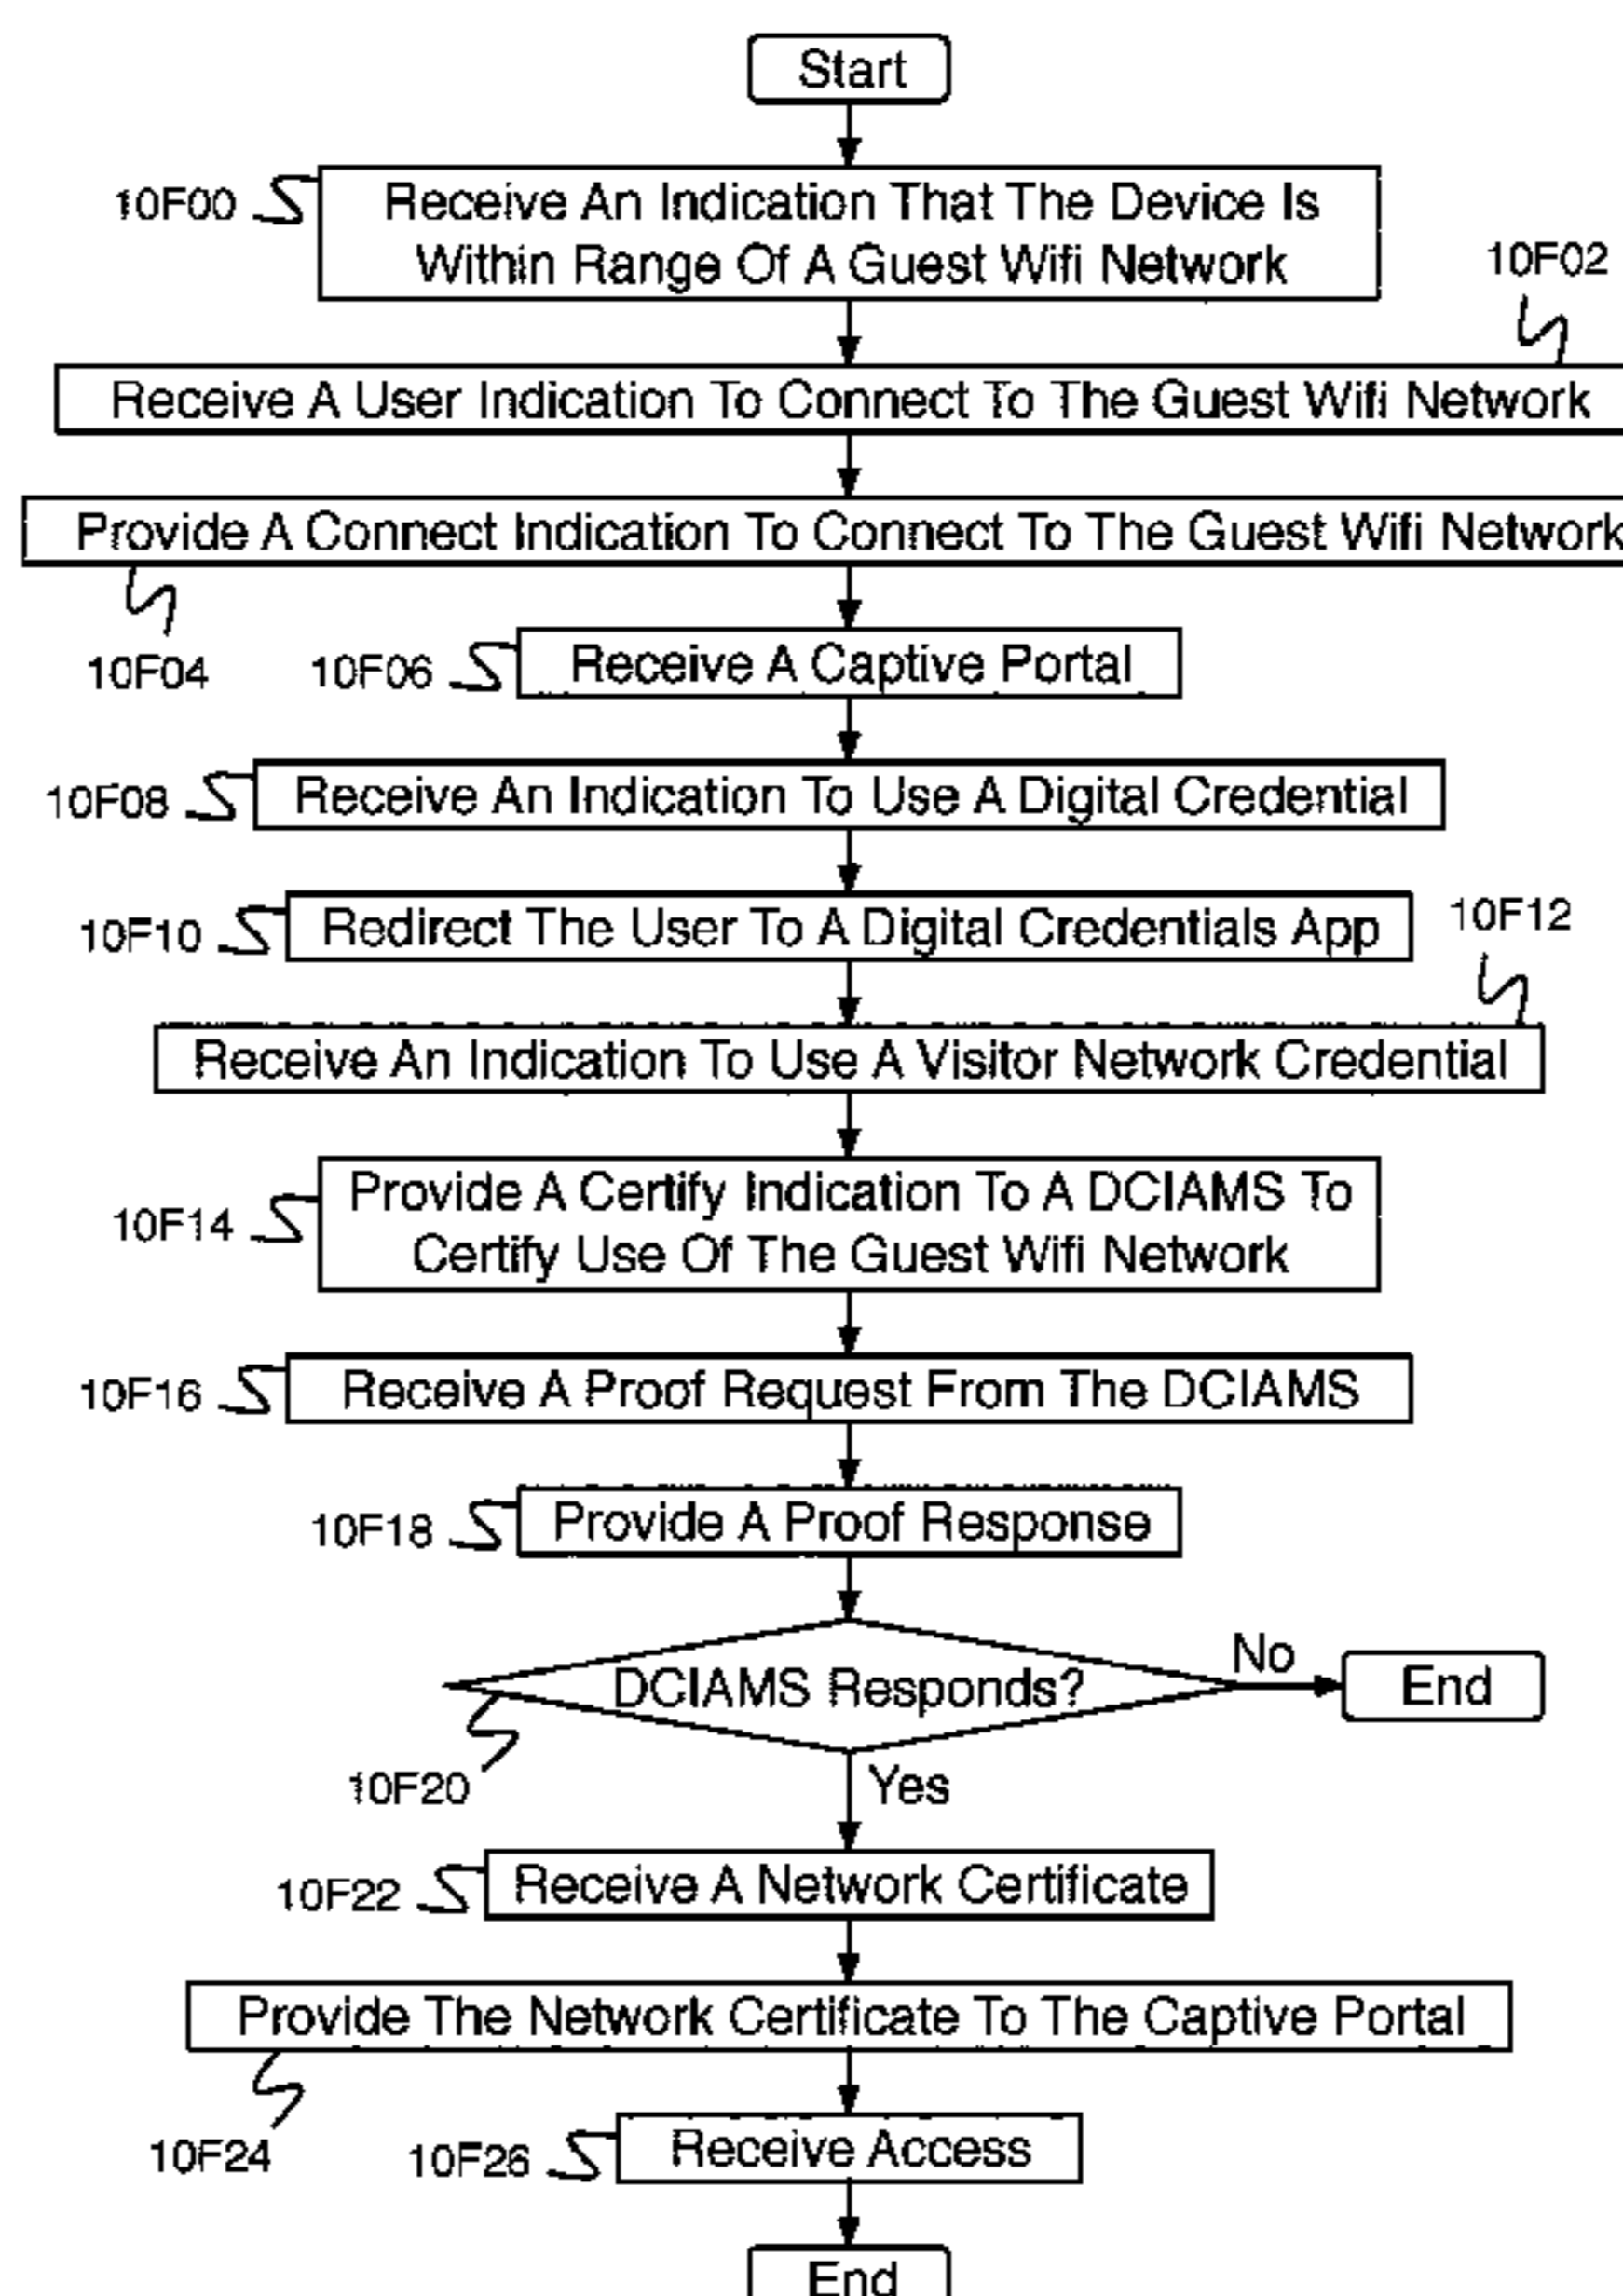 Start
10F00
Receive An Indication That The Device Is
Within Range Of A Guest Wifi Network
10F02
Receive A User Indication To Connect To The Guest Wifi Network
Provide A Connect Indication To Connect To The Guest Wifi Network
10F04
10F06
Receive A Captive Portal
10F08
Receive An Indication To Use A Digital Credential
10F10
Redirect The User To A Digital Credentials App
10F12
Receive An Indication To Use A Visitor Network Credential
10F14
Provide A Certify Indication To A DCIAMS To
Certify Use Of The Guest Wifi Network
10F16
Receive A Proof Request From The DCIAMS
10F18
Provide A Proof Response
DCIAMS Responds?
No
End
10F20
Yes
10F22
Receive A Network Certificate
Provide The Network Certificate To The Captive Portal
10F24
10F26
Receive Access
End